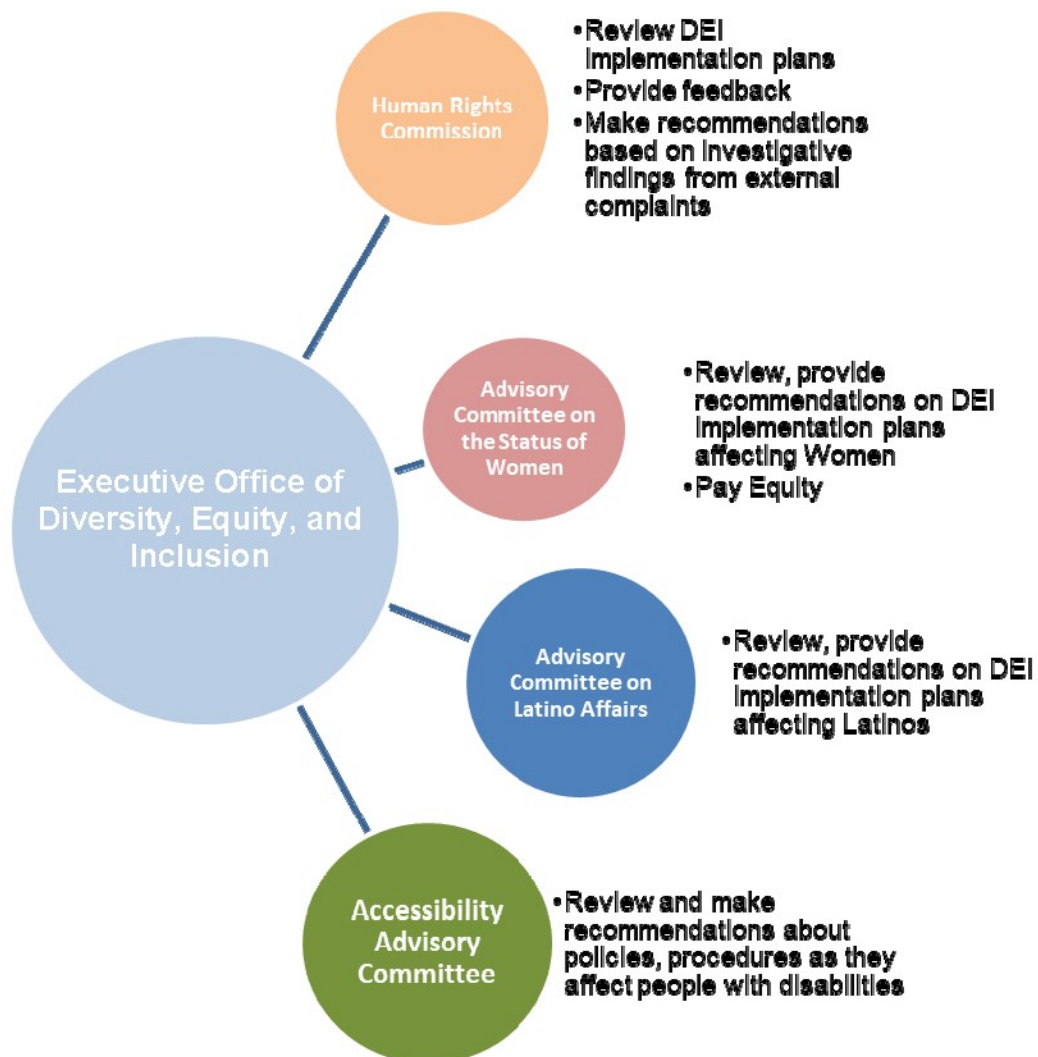 Human Rights
Commission
•Review DEI
Implementation plans
•Provide feedback
•Make recommendations
based on investigative
findings from external
complaints
Executive Office of
Diversity, Equity, and
Inclusion
Advisory
Committee on
the Status of
Women
•Review, provide
recommendations on DEI
Implementation plans
affecting Women
•Pay Equity
Advisory
Committee on
Latino Affairs
•Review, provide
recommendations on DEI
Implementation plans
affecting Latinos
Accessibility
Advisory
Committee
•Review and make
recommendations about
policies, procedures as they
affect people with disabilities